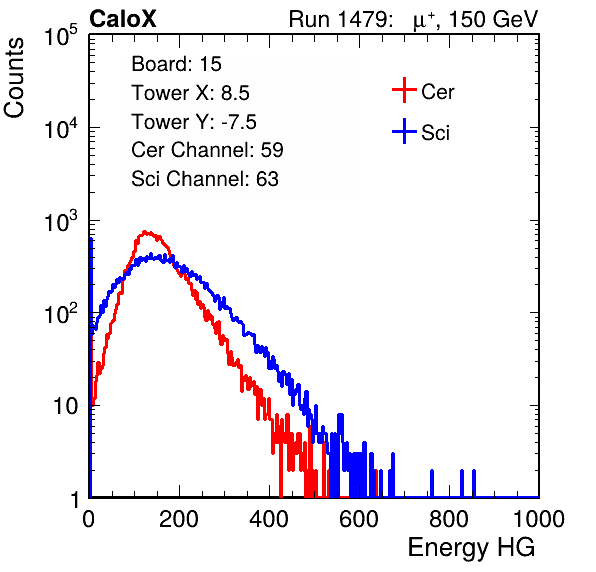 CaloX Run 1479: μ⁺, 150 GeV
Counts
10⁵
10⁴
10³
10²
10
1
Board: 15
Tower X: 8.5
Tower Y: -7.5
Cer Channel: 59
Sci Channel: 63
Cer
Sci
0 200 400 600 800 1000
Energy HG